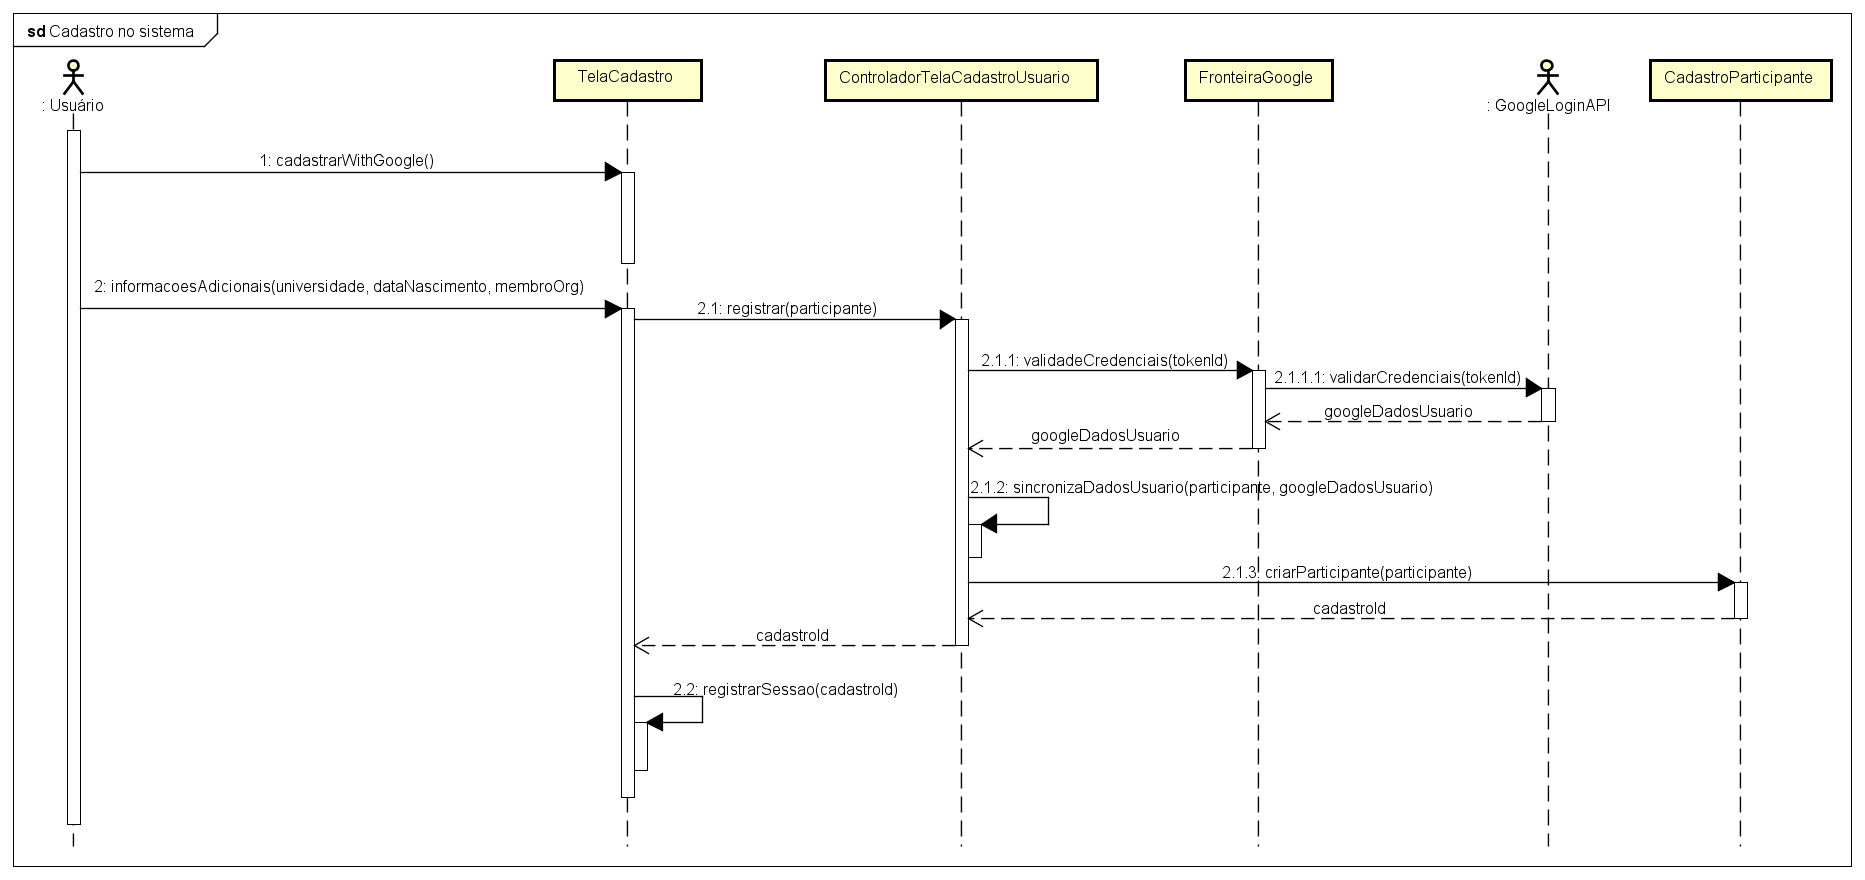 sd Cadastro no sistema
: Usuário
TelaCadastro
ControladorTelaCadastroUsuario
FronteiraGoogle
: GoogleLoginAPI
CadastroParticipante
1: cadastrarWithGoogle()
2: informacoesAdicionais(universidade, dataNascimento, membroOrg)
2.1: registrar(participante)
2.1.1: validadeCredenciais(tokenId)
2.1.1.1: validarCredenciais(tokenId)
googleDadosUsuario
googleDadosUsuario
2.1.2: sincronizaDadosUsuario(participante, googleDadosUsuario)
2.1.3: criarParticipante(participante)
cadastroId
cadastroId
2.2: registrarSessao(cadastroId)